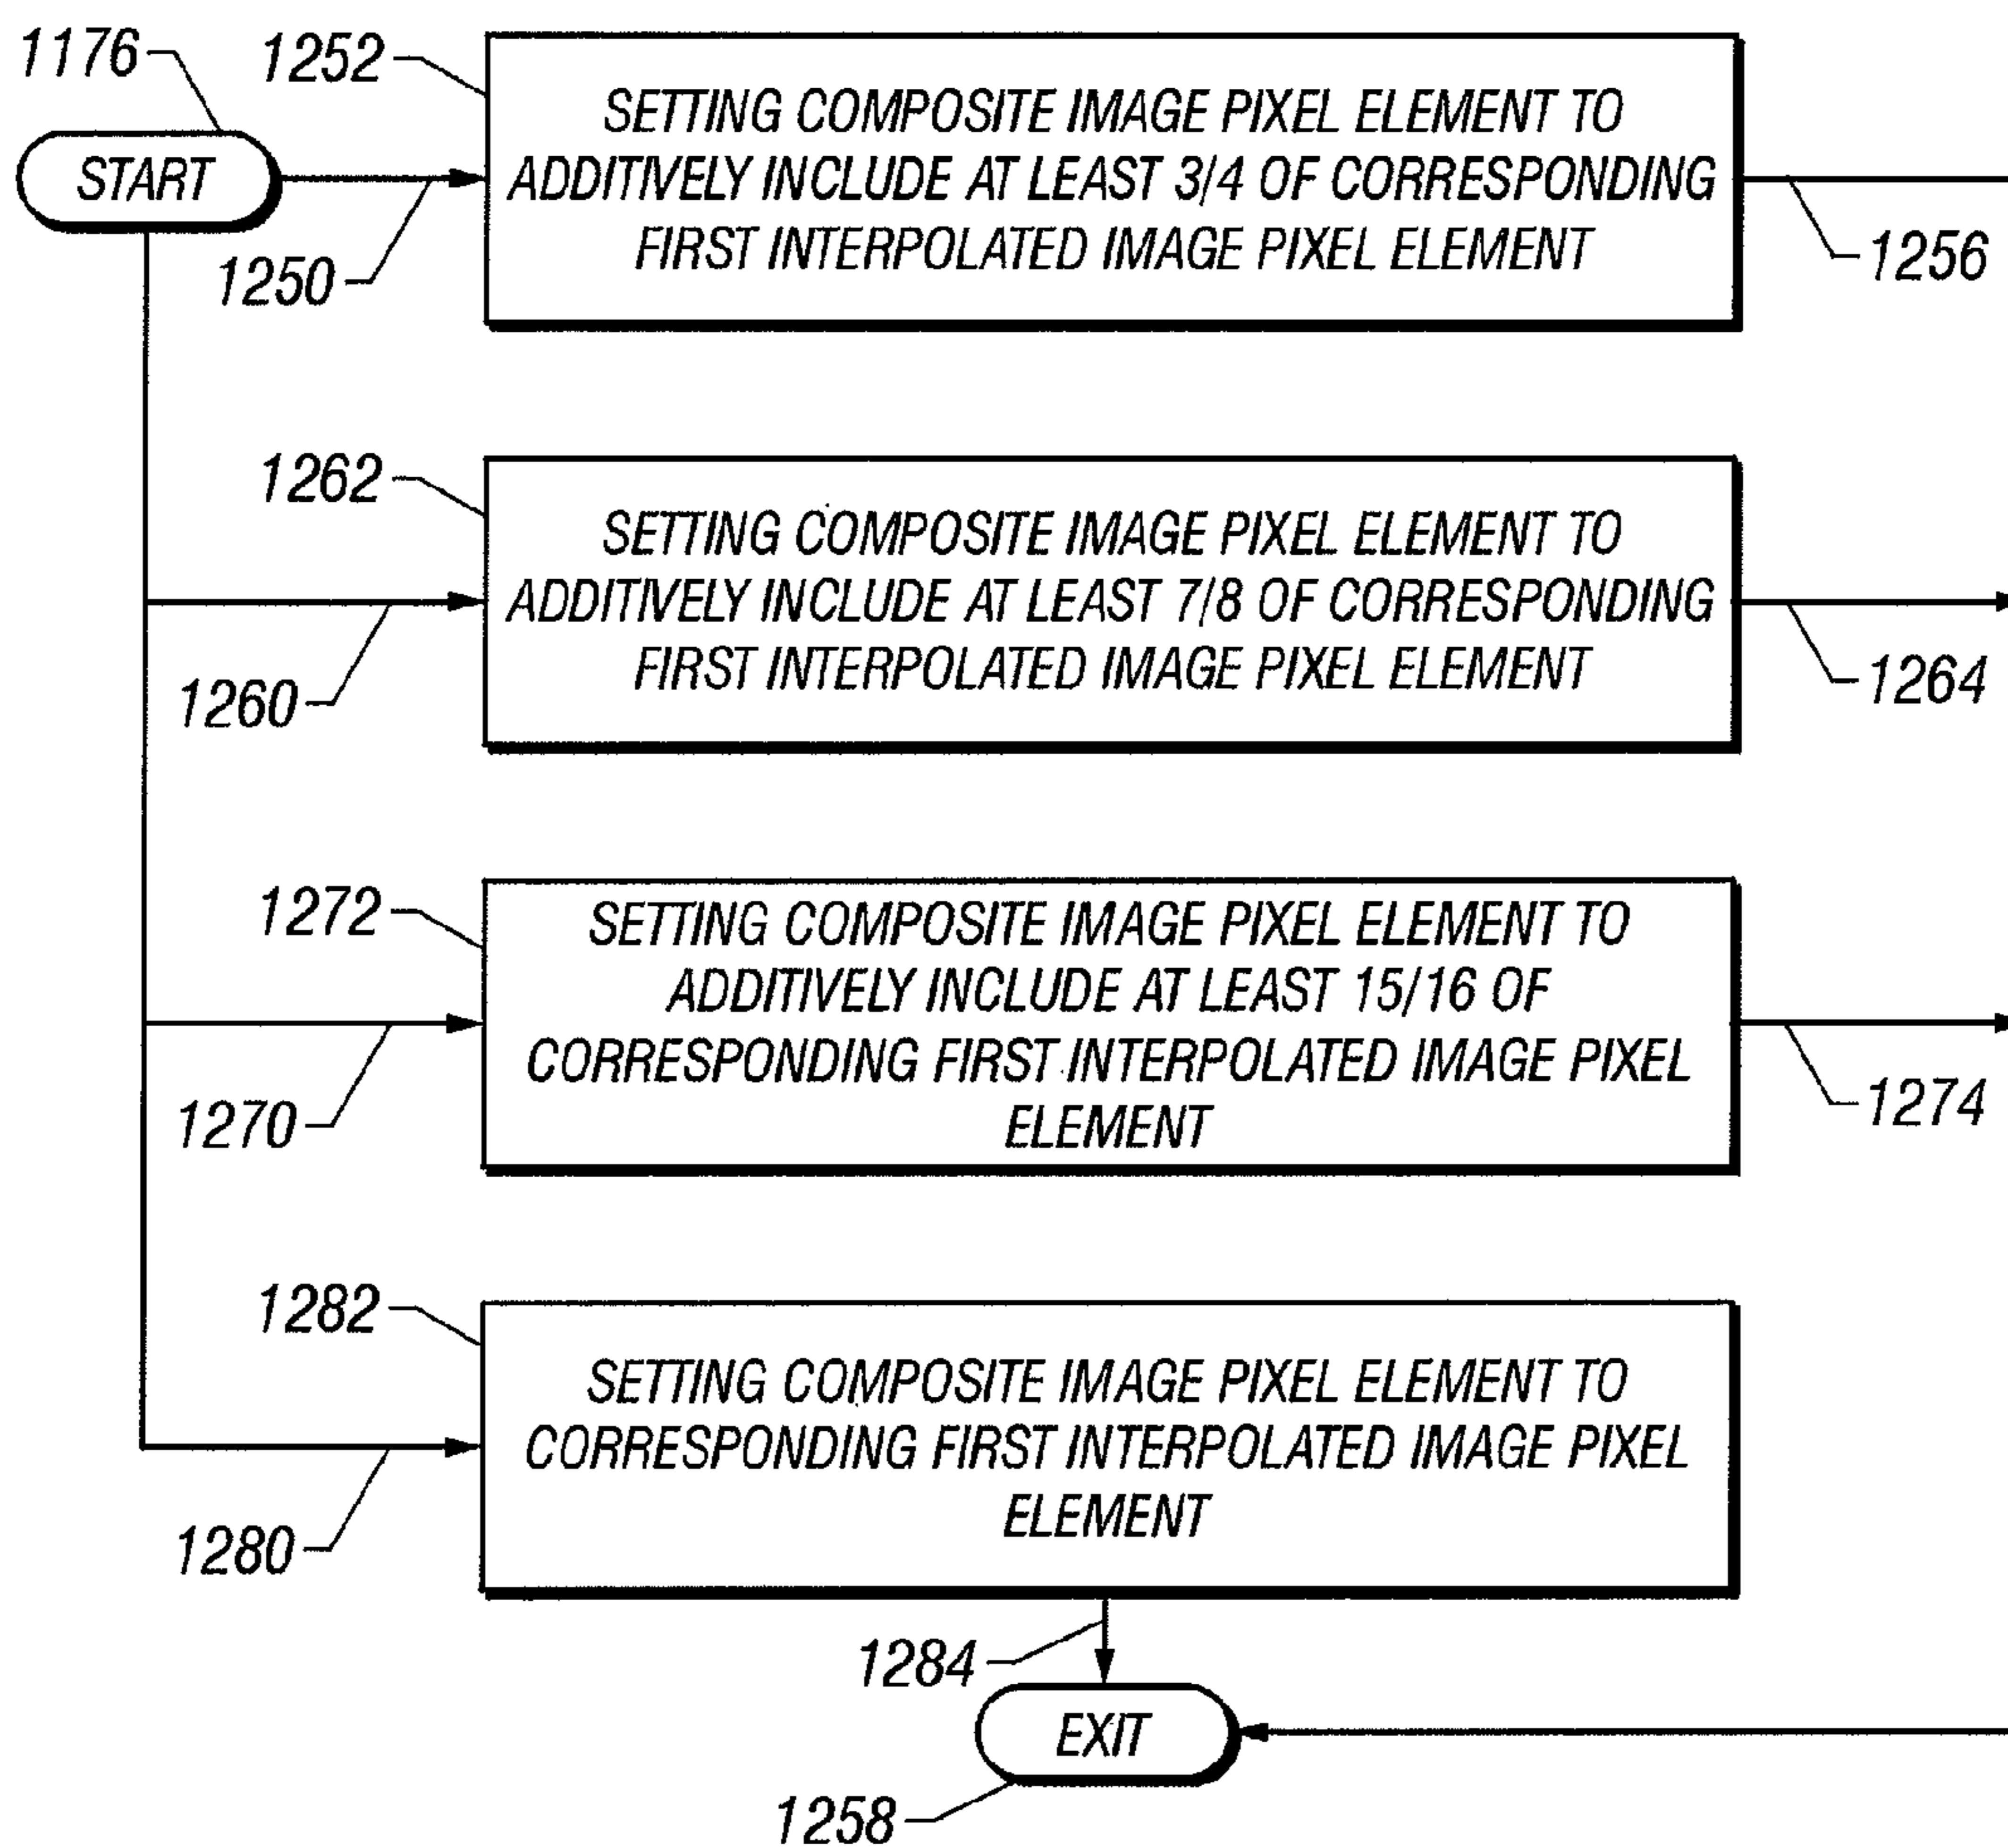 1176
START
1250
1252
SETTING COMPOSITE IMAGE PIXEL ELEMENT TO
ADDITIVELY INCLUDE AT LEAST 3/4 OF CORRESPONDING
FIRST INTERPOLATED IMAGE PIXEL ELEMENT
1256
1262
SETTING COMPOSITE IMAGE PIXEL ELEMENT TO
ADDITIVELY INCLUDE AT LEAST 7/8 OF CORRESPONDING
FIRST INTERPOLATED IMAGE PIXEL ELEMENT
1260
1264
1272
SETTING COMPOSITE IMAGE PIXEL ELEMENT TO
ADDITIVELY INCLUDE AT LEAST 15/16 OF
CORRESPONDING FIRST INTERPOLATED IMAGE PIXEL
ELEMENT
1270
1274
1282
SETTING COMPOSITE IMAGE PIXEL ELEMENT TO
CORRESPONDING FIRST INTERPOLATED IMAGE PIXEL
ELEMENT
1280
1284
EXIT
1258